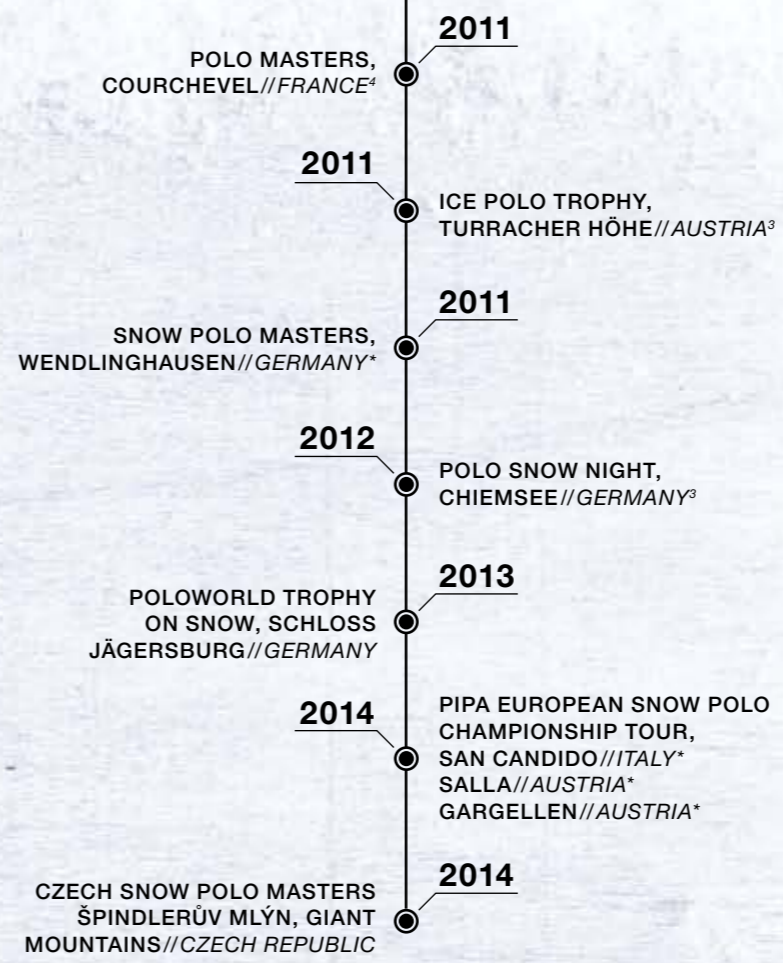 2011
POLO MASTERS,
COURCHEVEL//FRANCE⁴
2011
ICE POLO TROPHY,
TURRACHER HÖHE//AUSTRIA³
2011
SNOW POLO MASTERS,
WENDLINGHAUSEN//GERMANY*
2012
POLO SNOW NIGHT,
CHIEMSEE//GERMANY³
2013
POLOWORLD TROPHY
ON SNOW, SCHLOSS
JÄGERSBURG//GERMANY
2014
PIPA EUROPEAN SNOW POLO
CHAMPIONSHIP TOUR,
SAN CANDIDO//ITALY*
SALLA//AUSTRIA*
GARGELLEN//AUSTRIA*
2014
CZECH SNOW POLO MASTERS
ŠPINDLERŮV MLÝN, GIANT
MOUNTAINS//CZECH REPUBLIC